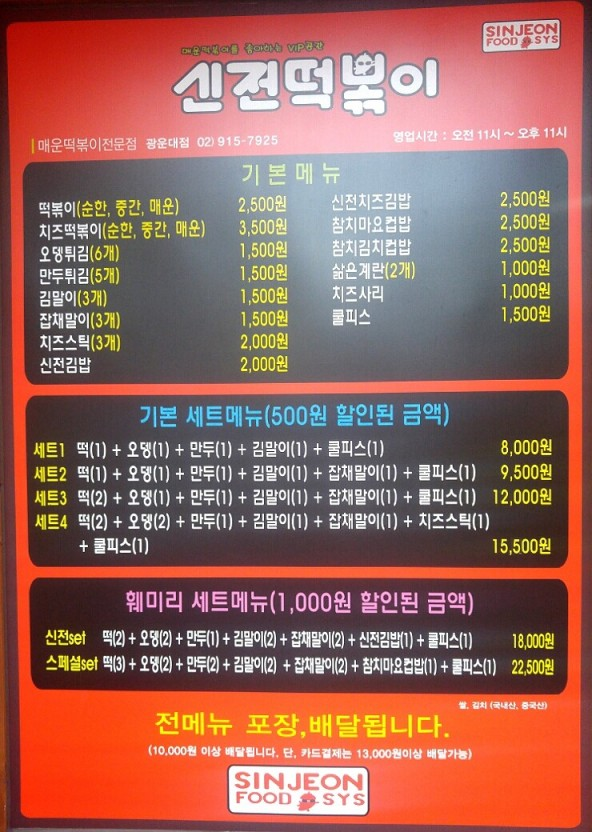 SINJEON
FOOD SYS
매운떡볶이를 좋아하는 VIP공간
신전떡볶이
매운떡볶이전문점 광운대점 02) 915-7925
영업시간 : 오전 11시 ~ 오후 11시
기본메뉴
떡볶이(순한, 중간, 매운) 2,500원
치즈떡볶이(순한, 중간, 매운) 3,500원
오뎅튀김(6개) 1,500원
만두튀김(5개) 1,500원
김말이(3개) 1,500원
잡채말이(3개) 1,500원
치즈스틱(3개) 2,000원
신전김밥 2,000원
신전치즈김밥 2,500원
참치마요컵밥 2,500원
참치김치컵밥 2,500원
삶은계란(2개) 1,000원
치즈사리 1,000원
쿨피스 1,500원
기본 세트메뉴(500원 할인된 금액)
세트1 떡(1) + 오뎅(1) + 만두(1) + 김말이(1) + 쿨피스(1) 8,000원
세트2 떡(1) + 오뎅(1) + 만두(1) + 김말이(1) + 잡채말이(1) + 쿨피스(1) 9,500원
세트3 떡(2) + 오뎅(1) + 만두(1) + 김말이(1) + 잡채말이(1) + 쿨피스(1) 12,000원
세트4 떡(2) + 오뎅(2) + 만두(1) + 김말이(1) + 잡채말이(1) + 치즈스틱(1)
+ 쿨피스(1) 15,500원
훼미리 세트메뉴(1,000원 할인된 금액)
신전set 떡(2) + 오뎅(2) + 만두(1) + 김말이(2) + 잡채말이(2) + 신전김밥(1) + 쿨피스(1) 18,000원
스페셜set 떡(3) + 오뎅(2) + 만두(2) + 김말이(2) + 잡채말이(2) + 참치마요컵밥(1) + 쿨피스(1) 22,500원
쌀, 김치 (국내산, 중국산)
전메뉴 포장,배달됩니다.
(10,000원 이상 배달됩니다. 단, 카드결제는 13,000원이상 배달가능)
SINJEON
FOOD SYS